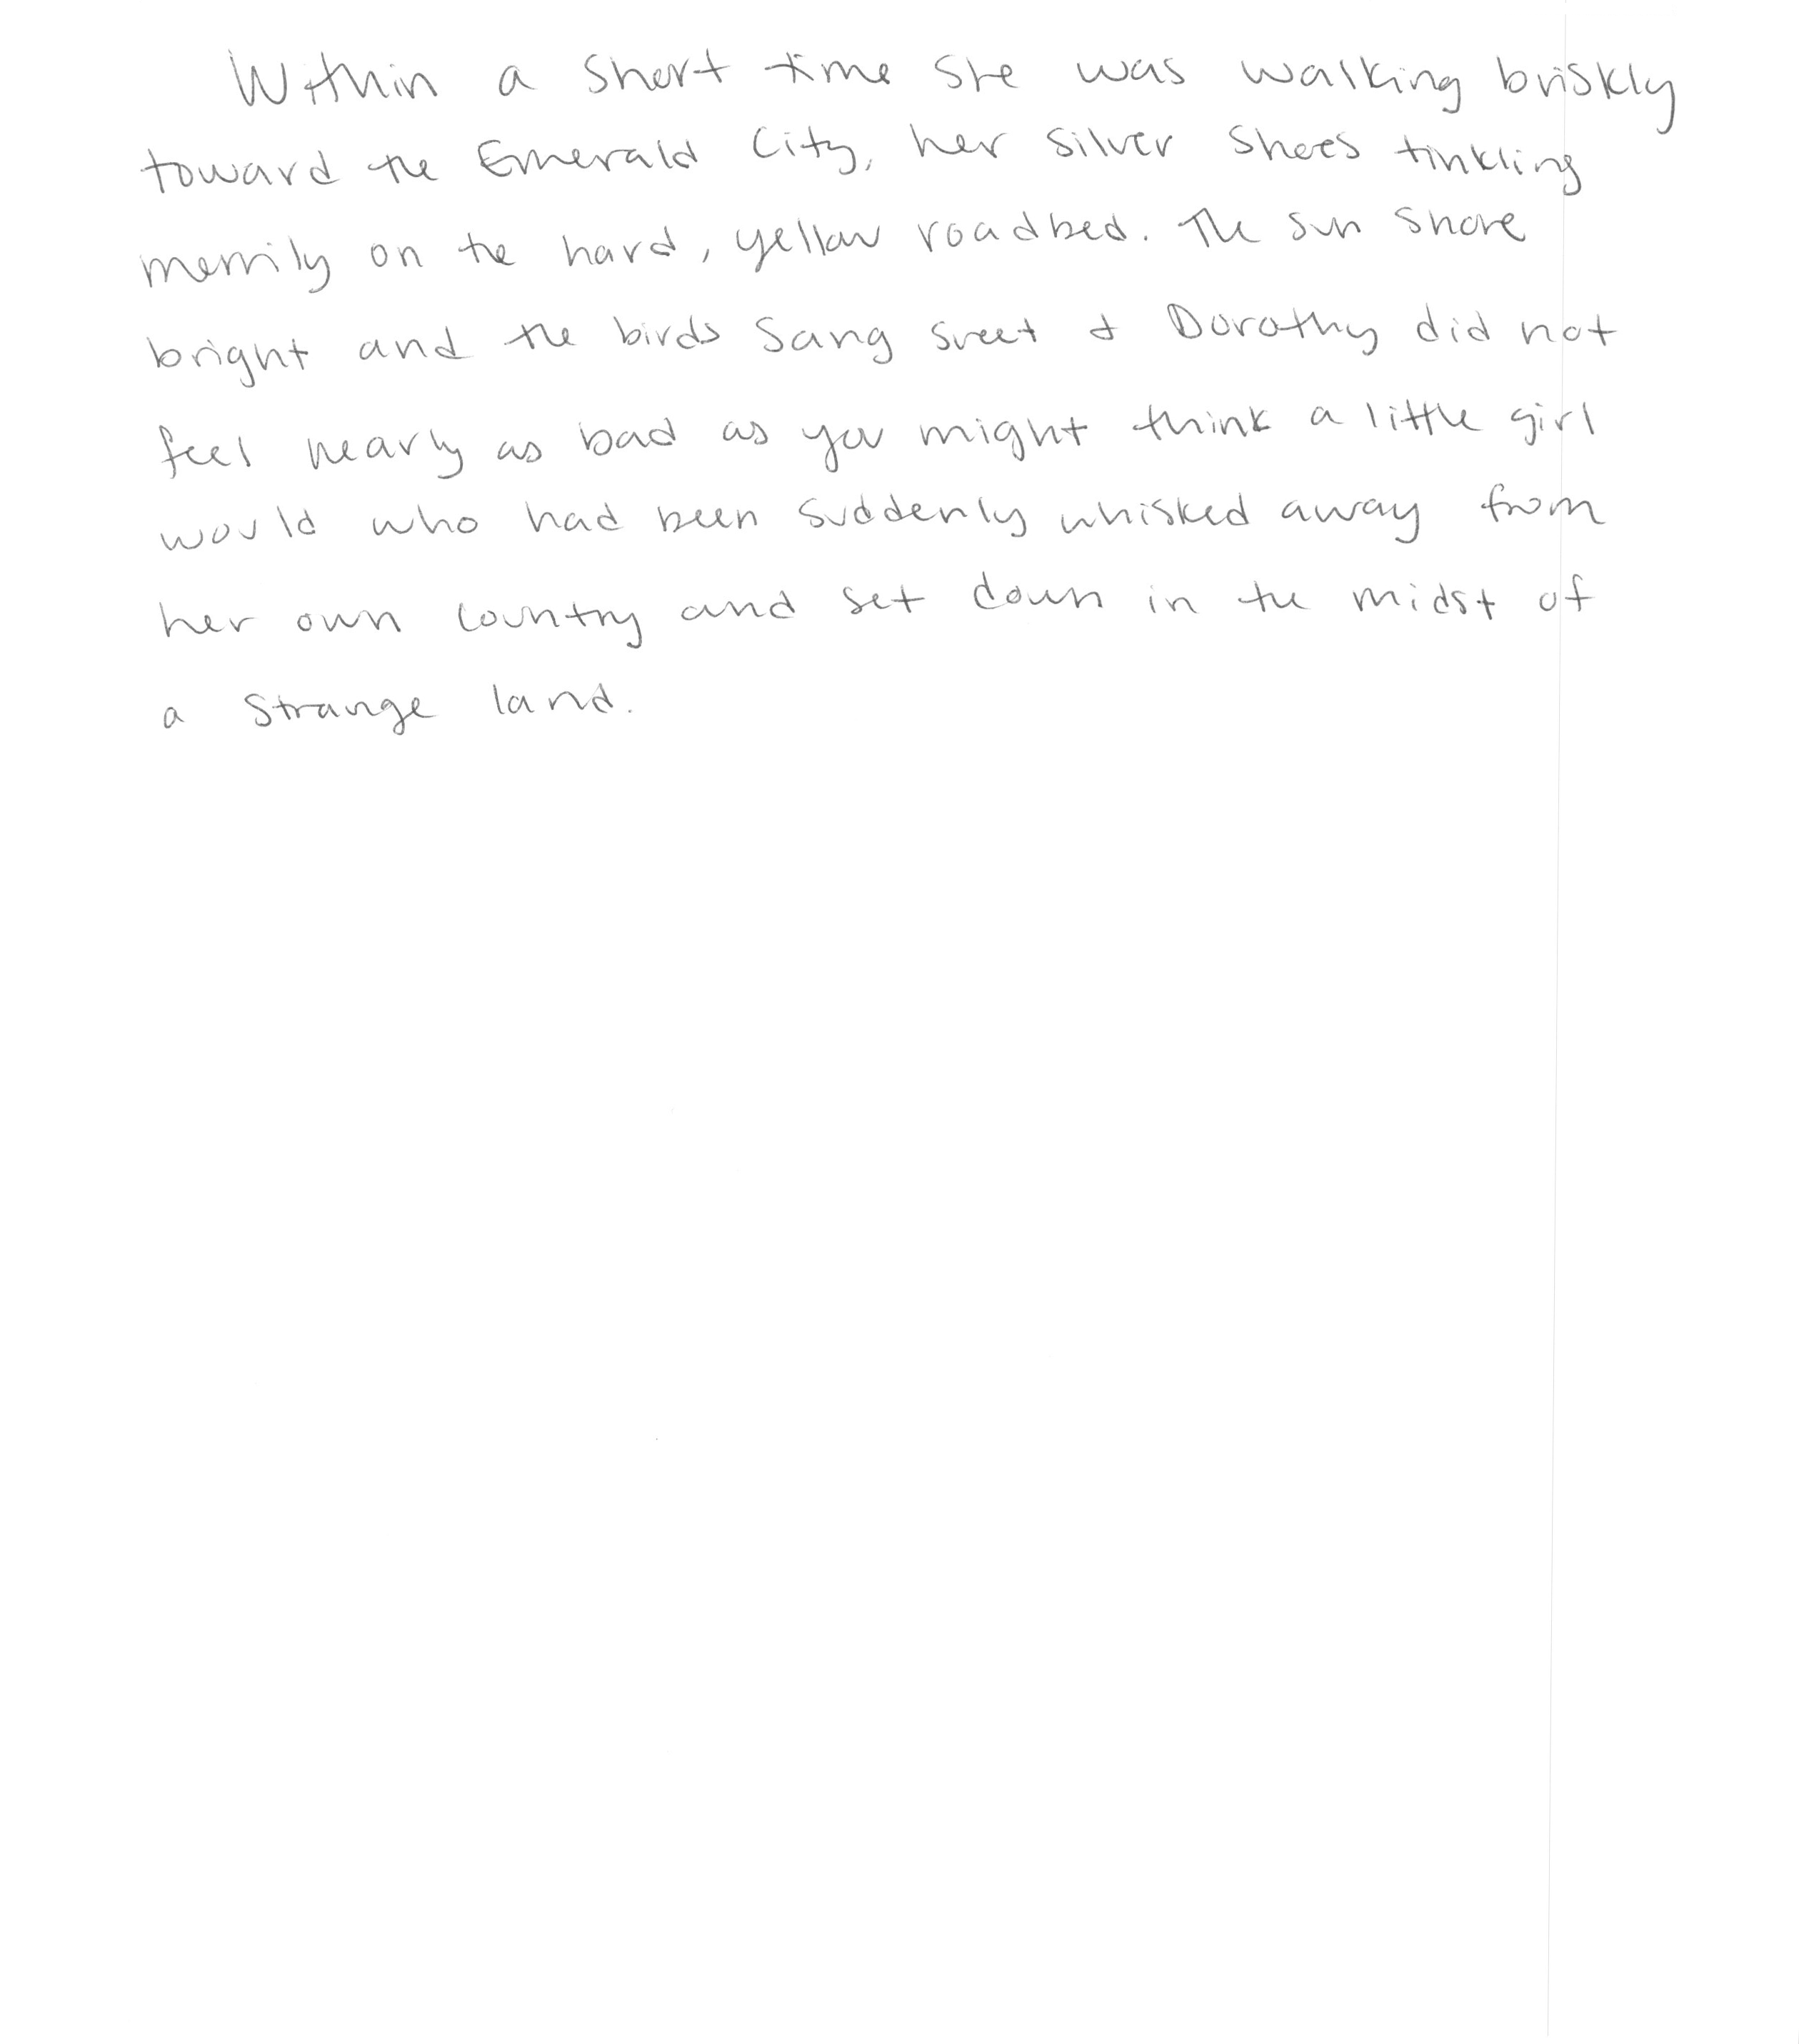 Within a short time she was walking briskly
toward the Emerald City, her silver shoes tinkling
merrily on the hard, yellow roadbed. The sun shone
bright and the birds sang sweet & Dorothy did not
feel nearly as bad as you might think a little girl
would who had been suddenly whisked away from
her own country and set down in the midst of
a strange land.